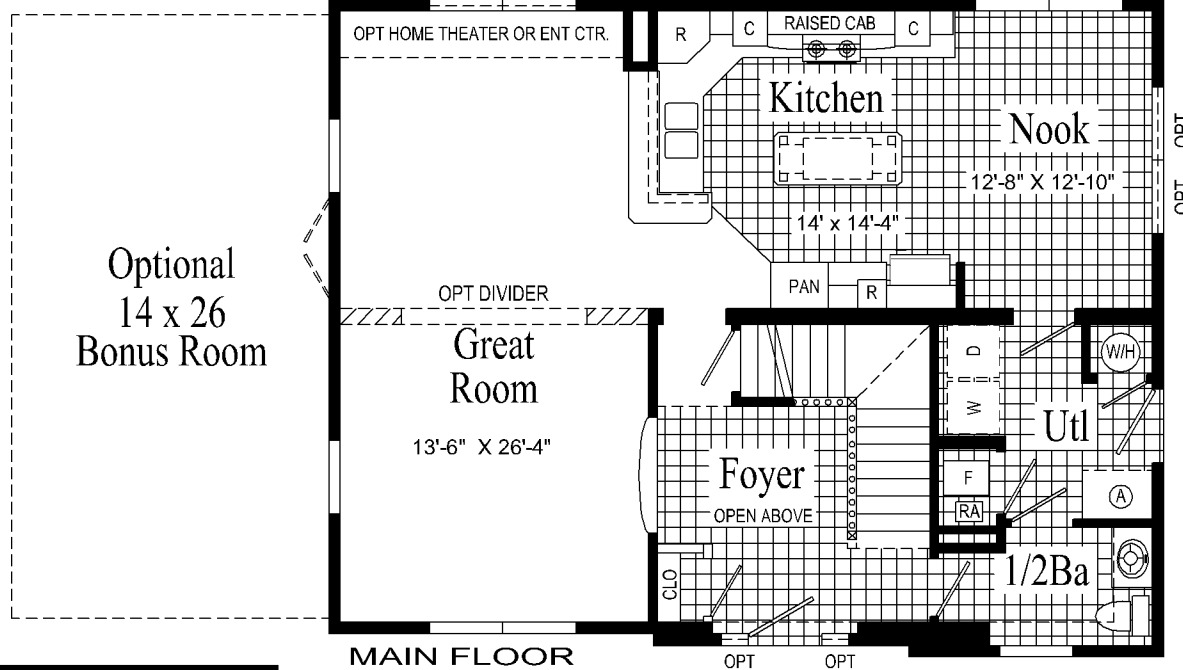 OPT HOME THEATER OR ENT CTR.
R
C
RAISED CAB
C
Kitchen
Nook
OPT
12'-8" X 12'-10"
OPT
14' x 14'-4"
Optional
14 x 26
Bonus Room
OPT DIVIDER
PAN
R
Great
Room
13'-6" X 26'-4"
D
W/H
W
Utl
Foyer
OPEN ABOVE
F
RA
A
CLO
1/2Ba
L
MAIN FLOOR
OPT
OPT